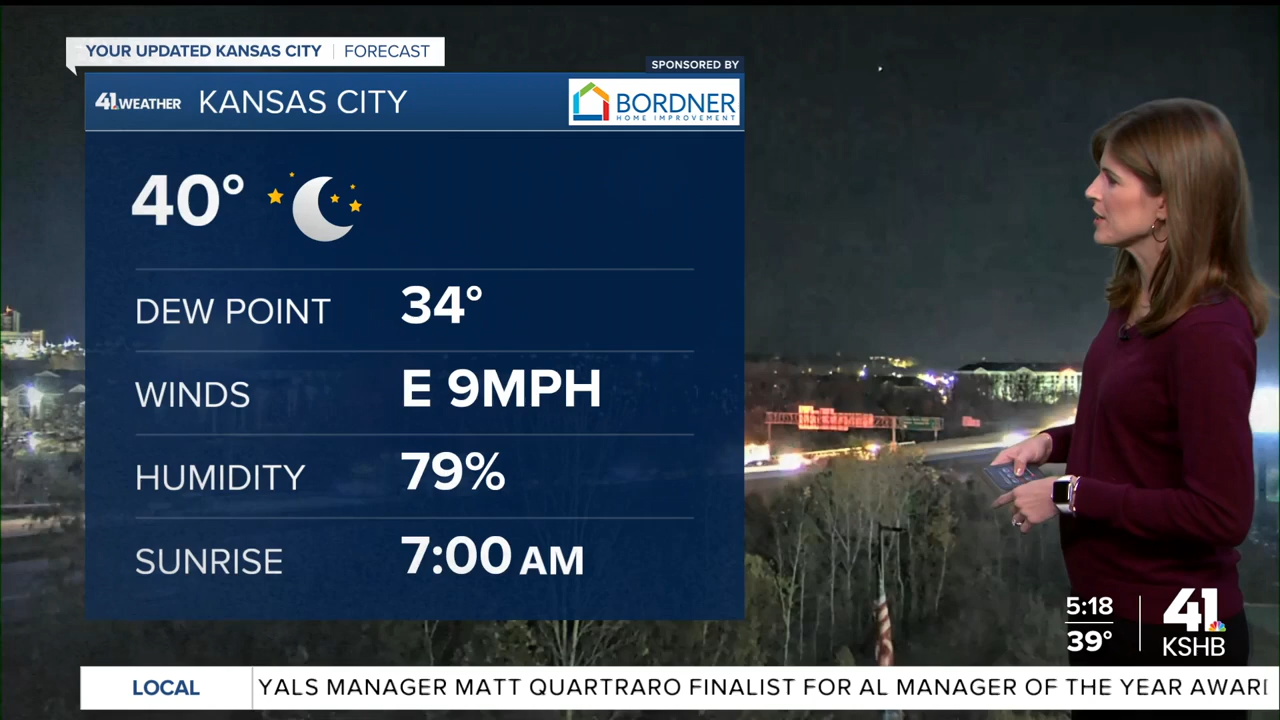 YOUR UPDATED KANSAS CITY | FORECAST
SPONSORED BY
41 WEATHER KANSAS CITY
BORDNER
HOME IMPROVEMENT
40°
DEW POINT 34°
WINDS E 9MPH
HUMIDITY 79%
SUNRISE 7:00 AM
5:18
39°
41
KSHB
LOCAL YALS MANAGER MATT QUARTRARO FINALIST FOR AL MANAGER OF THE YEAR AWARD